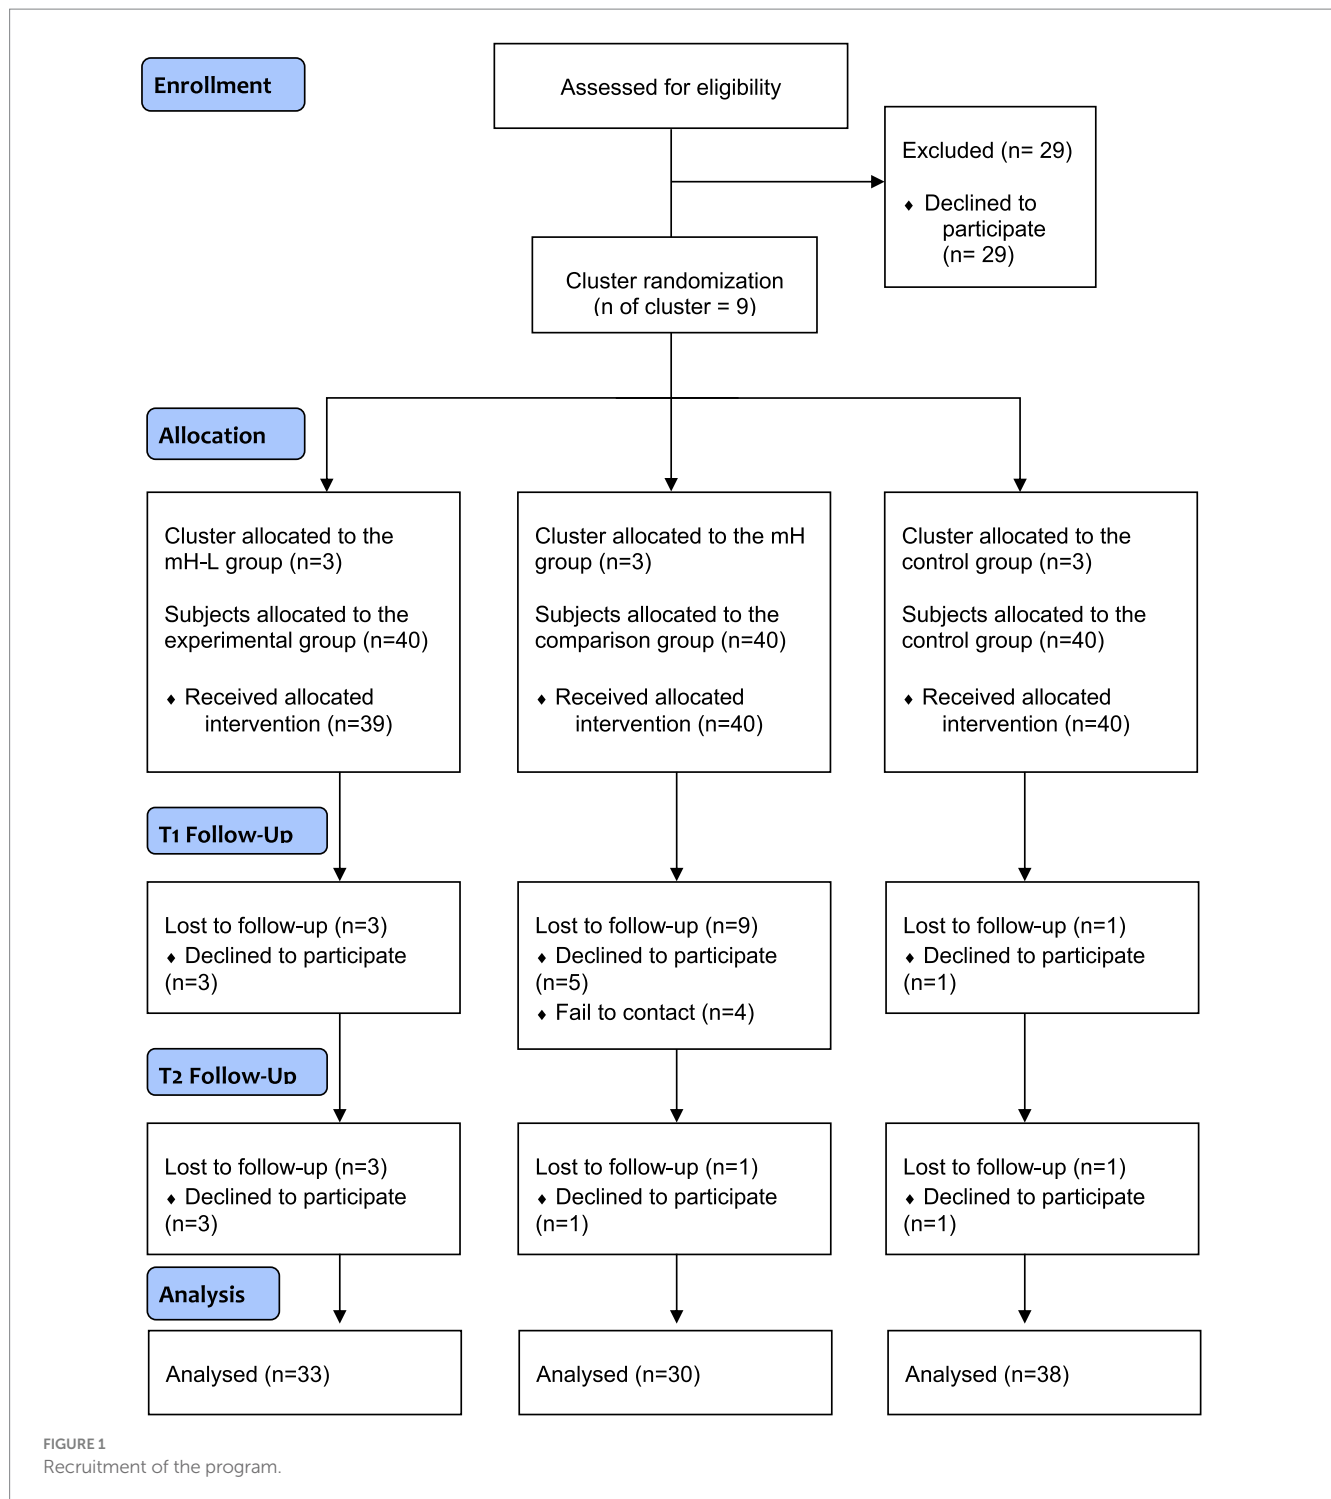 Enrollment
Assessed for eligibility
Excluded (n= 29)
♦ Declined to
participate
(n= 29)
Cluster randomization
(n of cluster = 9)
Allocation
Cluster allocated to the
mH-L group (n=3)
Subjects allocated to the
experimental group (n=40)
♦ Received allocated
intervention (n=39)
Cluster allocated to the mH
group (n=3)
Subjects allocated to the
comparison group (n=40)
♦ Received allocated
intervention (n=40)
Cluster allocated to the
control group (n=3)
Subjects allocated to the
control group (n=40)
♦ Received allocated
intervention (n=40)
T1 Follow-Up
Lost to follow-up (n=3)
♦ Declined to participate
(n=3)
Lost to follow-up (n=9)
♦ Declined to participate
(n=5)
♦ Fail to contact (n=4)
Lost to follow-up (n=1)
♦ Declined to participate
(n=1)
T2 Follow-Up
Lost to follow-up (n=3)
♦ Declined to participate
(n=3)
Lost to follow-up (n=1)
♦ Declined to participate
(n=1)
Lost to follow-up (n=1)
♦ Declined to participate
(n=1)
Analysis
Analysed (n=33)
Analysed (n=30)
Analysed (n=38)
FIGURE 1
Recruitment of the program.